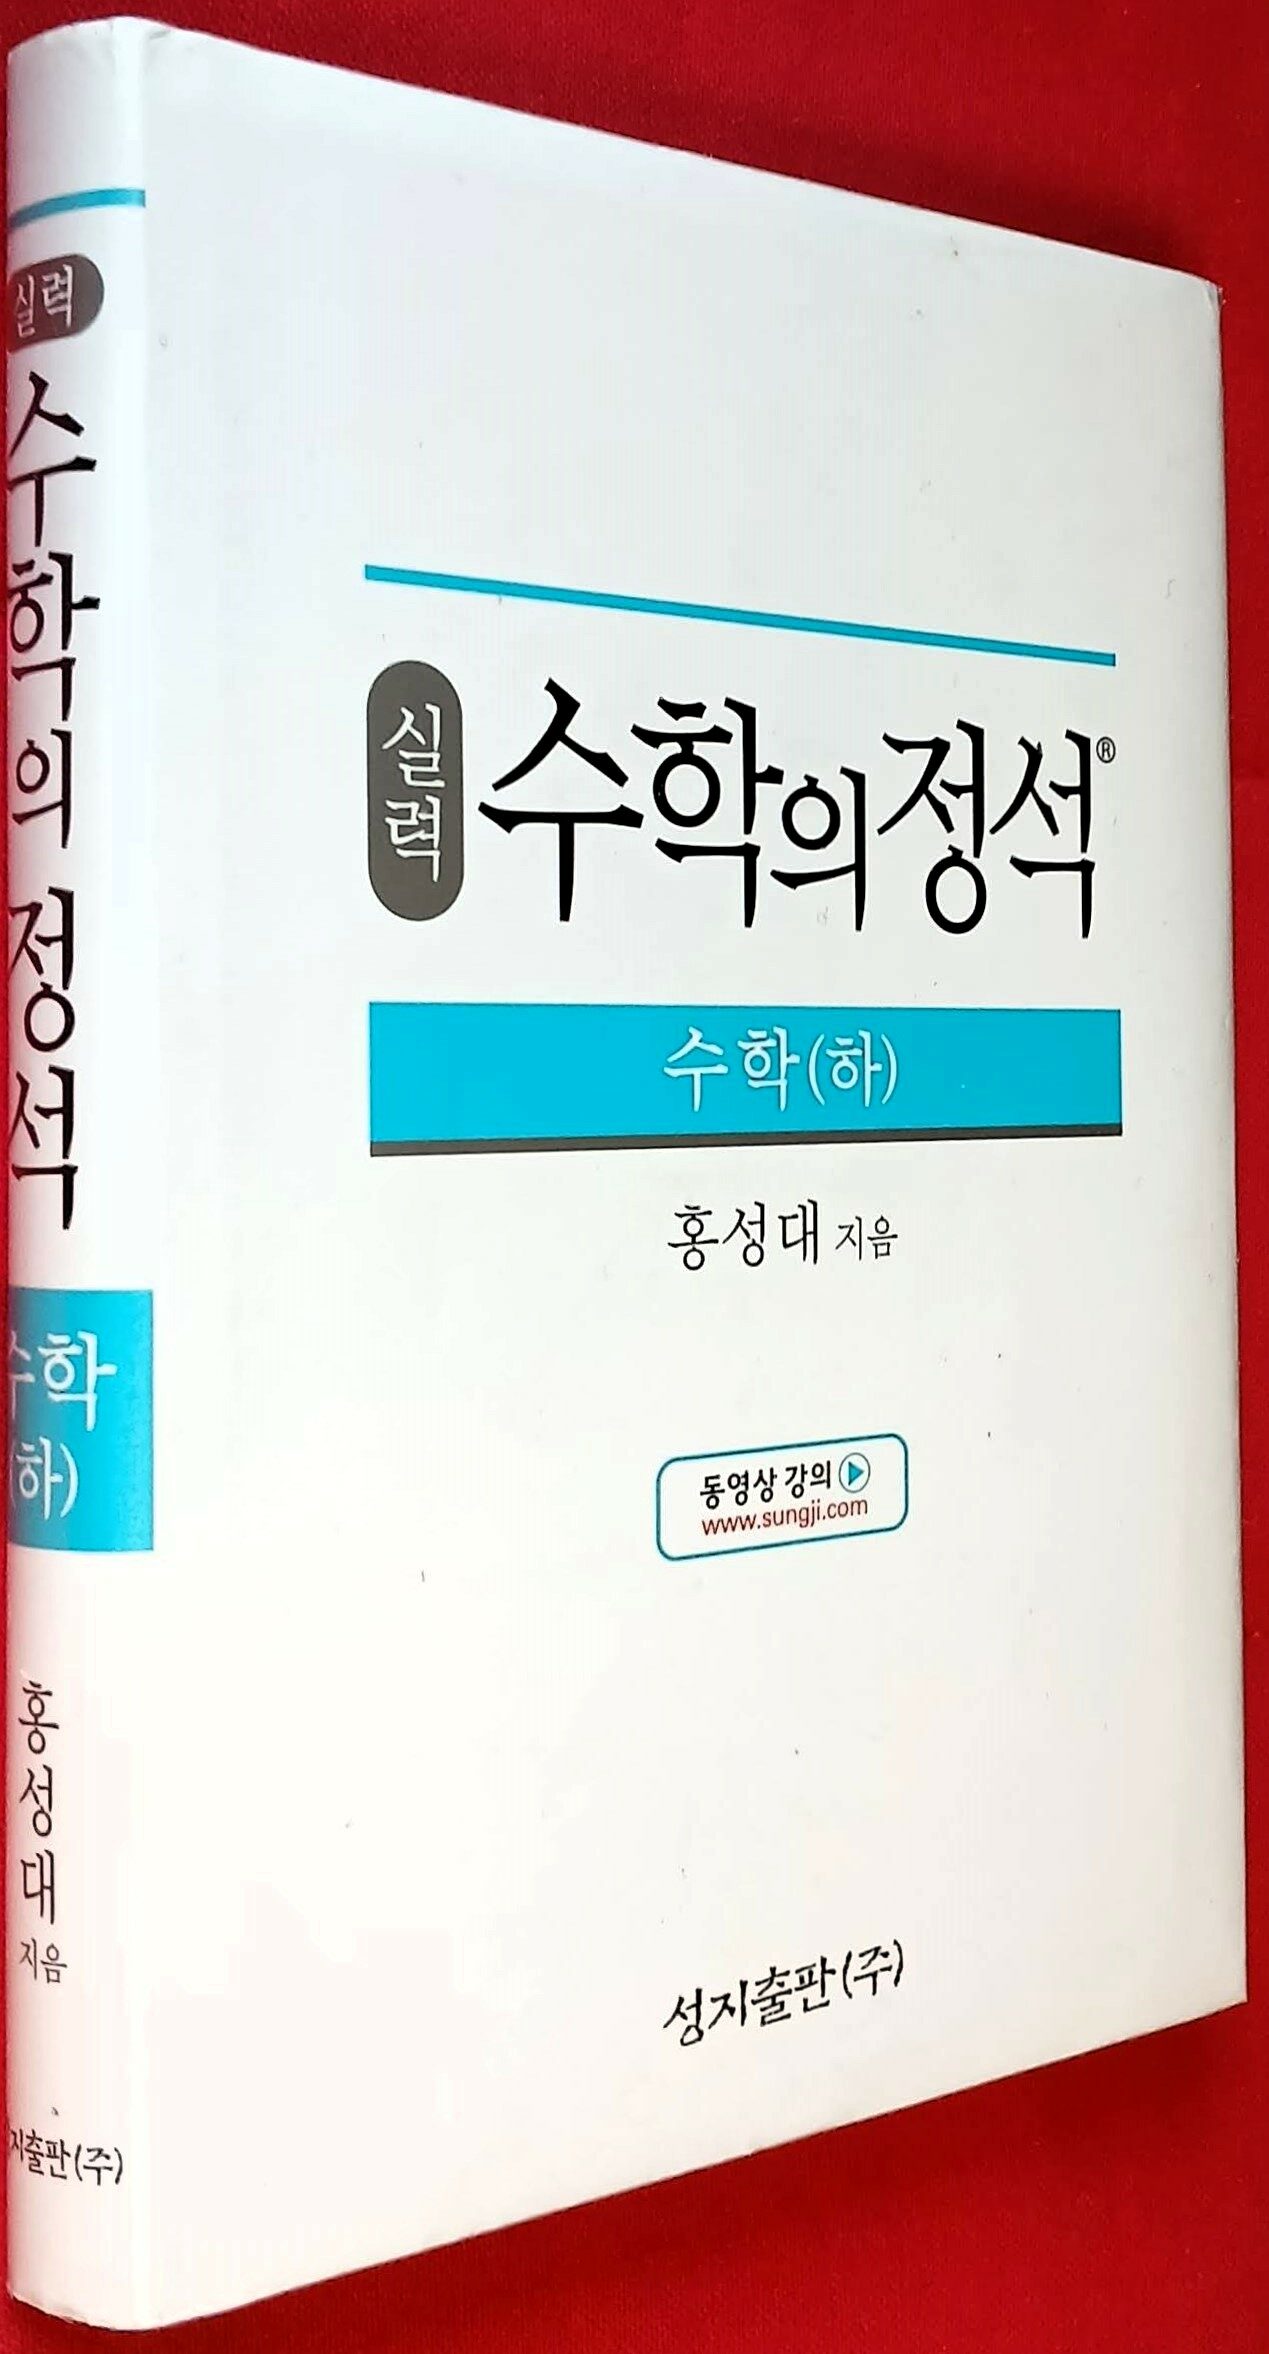 실력
수학의 정석
수학
(하)
홍성대 지음
지출판(주)
실력 수학의 정석®
수학(하)
홍성대 지음
동영상 강의
www.sungji.com
성지출판(주)